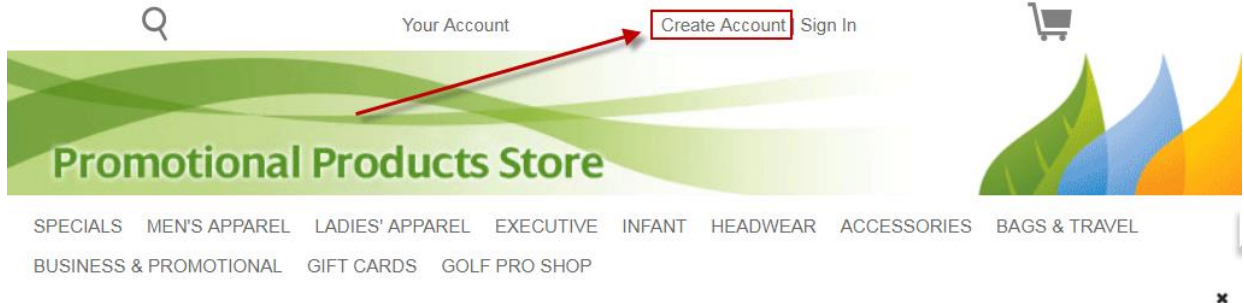 Your Account Create Account | Sign In
Promotional Products Store
SPECIALS MEN'S APPAREL LADIES' APPAREL EXECUTIVE INFANT HEADWEAR ACCESSORIES BAGS & TRAVEL
BUSINESS & PROMOTIONAL GIFT CARDS GOLF PRO SHOP